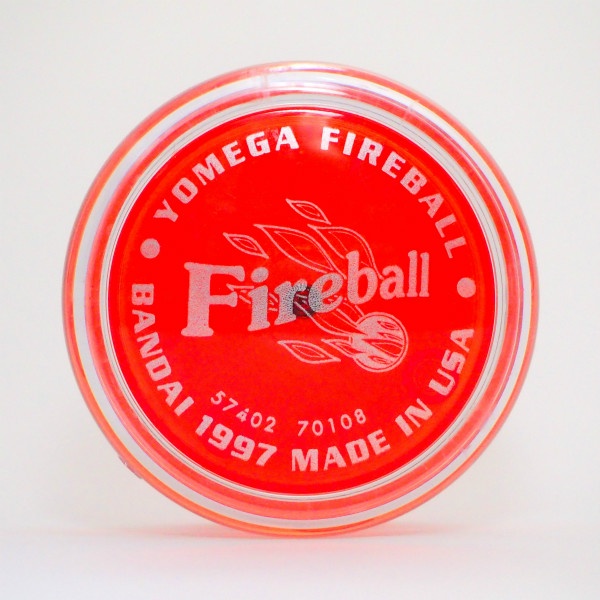 YOMEGA FIREBALL
Fireball
57402 70108
BANDAI 1997 MADE IN USA